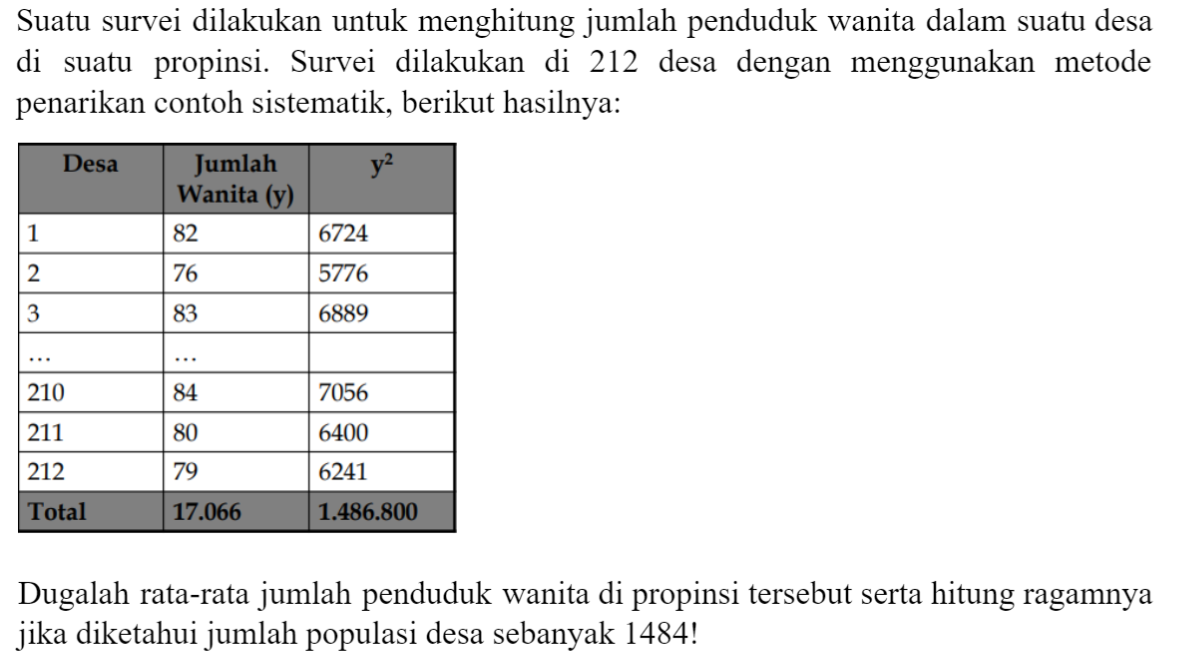 Suatu survei dilakukan untuk menghitung jumlah penduduk wanita dalam suatu desa
di suatu propinsi. Survei dilakukan di 212 desa dengan menggunakan metode
penarikan contoh sistematik, berikut hasilnya:
Desa Jumlah Wanita (y) y²
1 82 6724
2 76 5776
3 83 6889
... ...
210 84 7056
211 80 6400
212 79 6241
Total 17.066 1.486.800
Dugalah rata-rata jumlah penduduk wanita di propinsi tersebut serta hitung ragamnya
jika diketahui jumlah populasi desa sebanyak 1484!